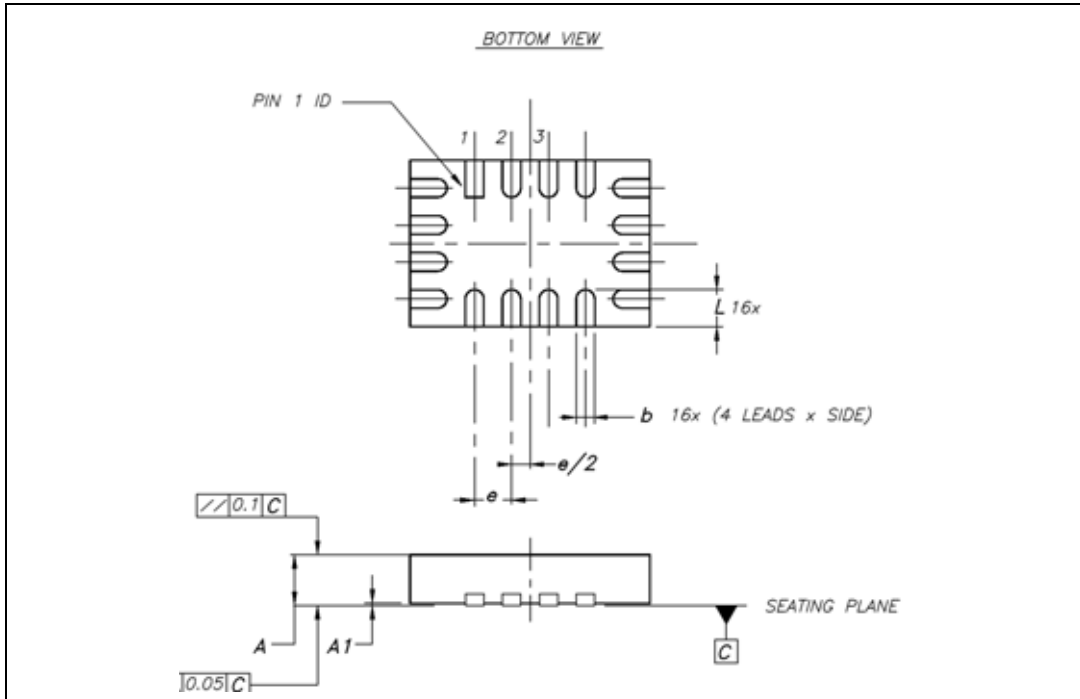 BOTTOM VIEW
PIN 1 ID
1 2 3
L 16x
b 16x (4 LEADS x SIDE)
e/2
e
// 0.1 C
SEATING PLANE
A A1
C
0.05 C